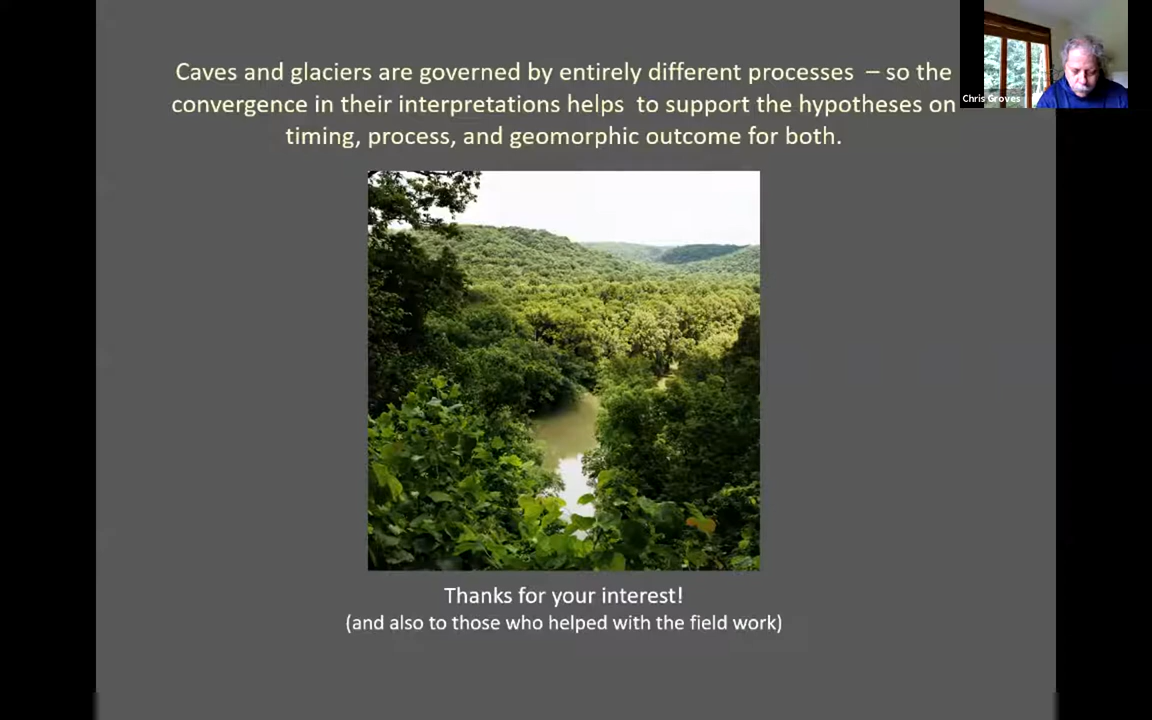 Caves and glaciers are governed by entirely different processes – so the
convergence in their interpretations helps to support the hypotheses on
timing, process, and geomorphic outcome for both.
Chris Groves
Thanks for your interest!
(and also to those who helped with the field work)